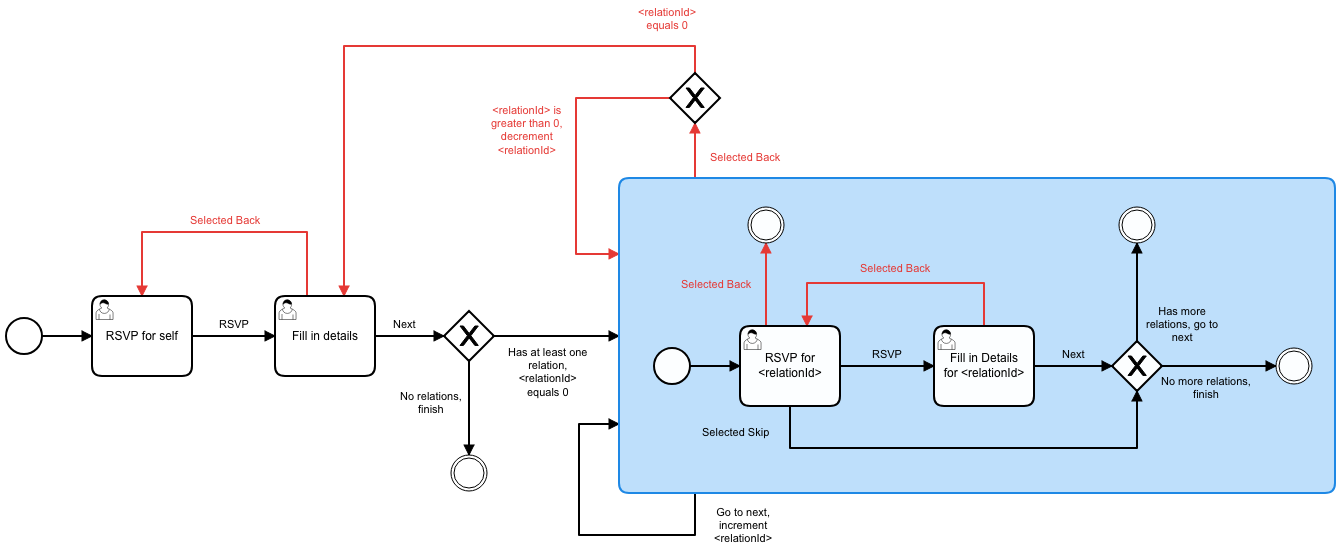 <relationId>
equals 0
<relationId> is
greater than 0,
decrement
<relationId>
Selected Back
Selected Back
RSVP for self
RSVP
Fill in details
Next
Has at least one
relation,
<relationId>
equals 0
No relations,
finish
Selected Back
Selected Back
RSVP for
<relationId>
RSVP
Fill in Details
for <relationId>
Next
Has more
relations, go to
next
No more relations,
finish
Selected Skip
Go to next,
increment
<relationId>